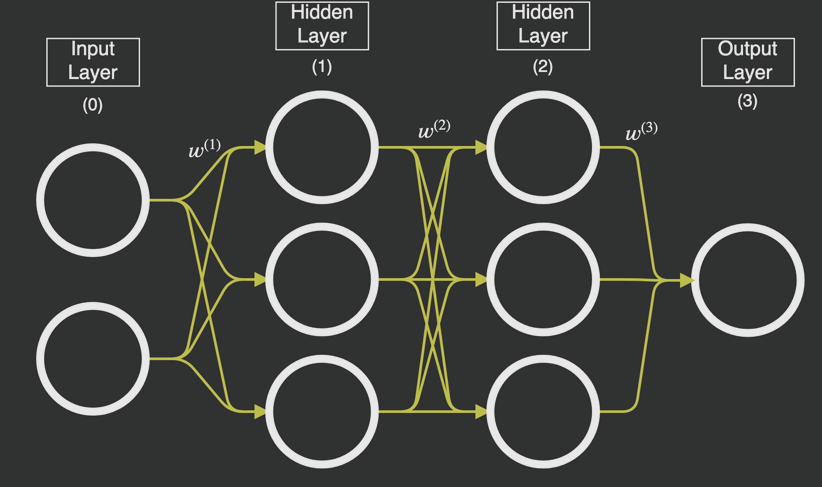 Input
Layer
(0)
Hidden
Layer
(1)
Hidden
Layer
(2)
Output
Layer
(3)
w⁽¹⁾
w⁽²⁾
w⁽³⁾